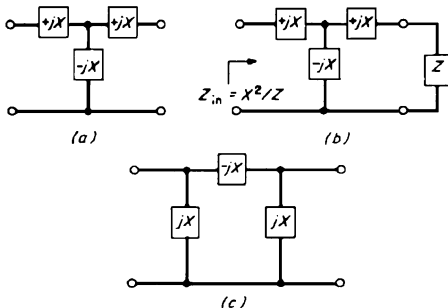 +jX +jX
-jX
(a)
+jX +jX
-jX
Z
Z_in = X²/Z
(b)
-jX
jX jX
(c)